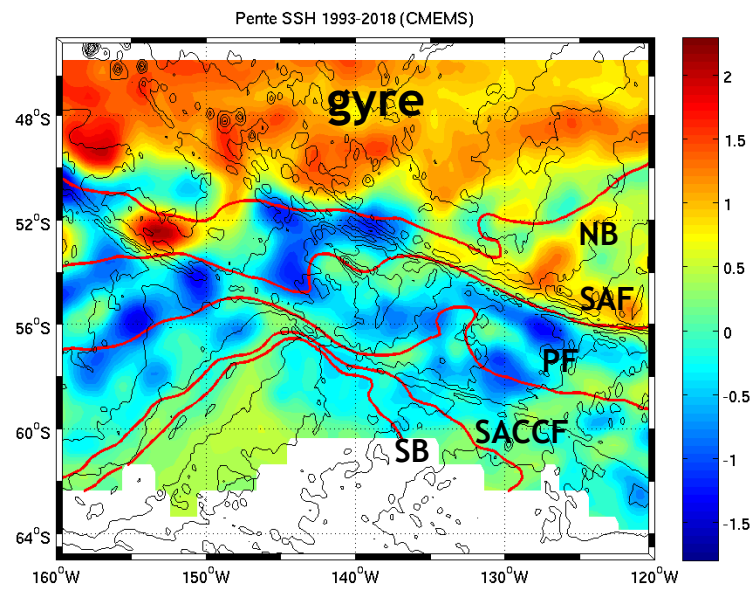 Pente SSH 1993-2018 (CMEMS)
gyre
48°S
52°S
56°S
60°S
64°S
NB
SAF
PF
SACCF
SB
160°W
150°W
140°W
130°W
120°W
2
1.5
1
0.5
0
-0.5
-1
-1.5